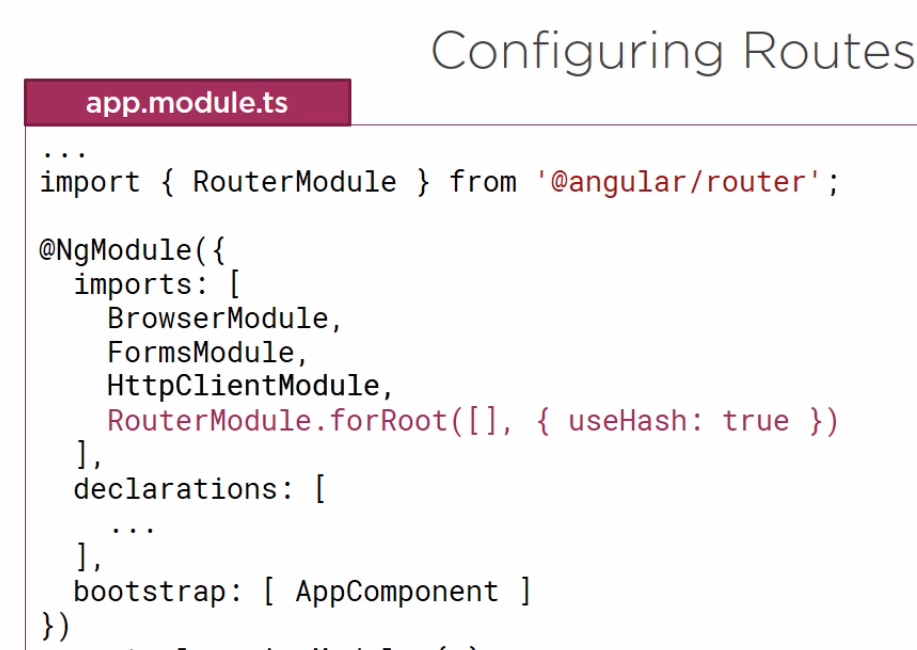 Configuring Routes
app.module.ts
...
import { RouterModule } from '@angular/router';
@NgModule({
imports: [
BrowserModule,
FormsModule,
HttpClientModule,
RouterModule.forRoot([], { useHash: true })
],
declarations: [
...
],
bootstrap: [ AppComponent ]
})